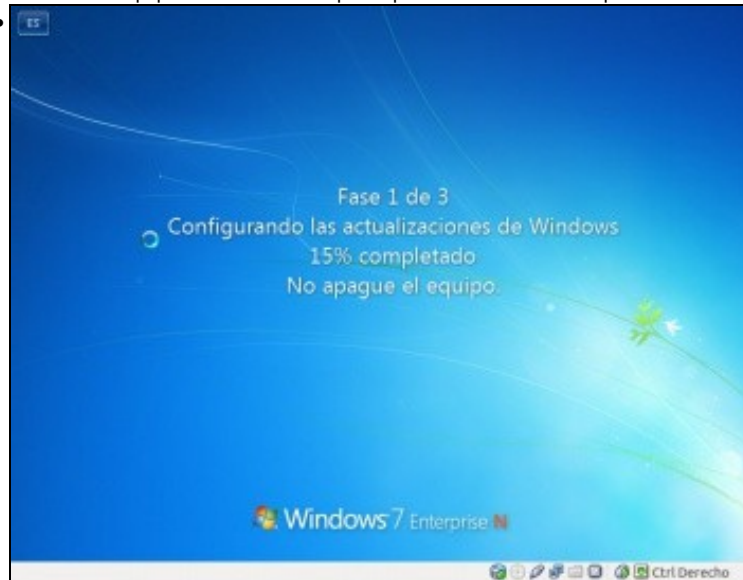 ES
Fase 1 de 3
Configurando las actualizaciones de Windows
15% completado
No apague el equipo.
Windows 7 Enterprise N
Ctrl Derecho